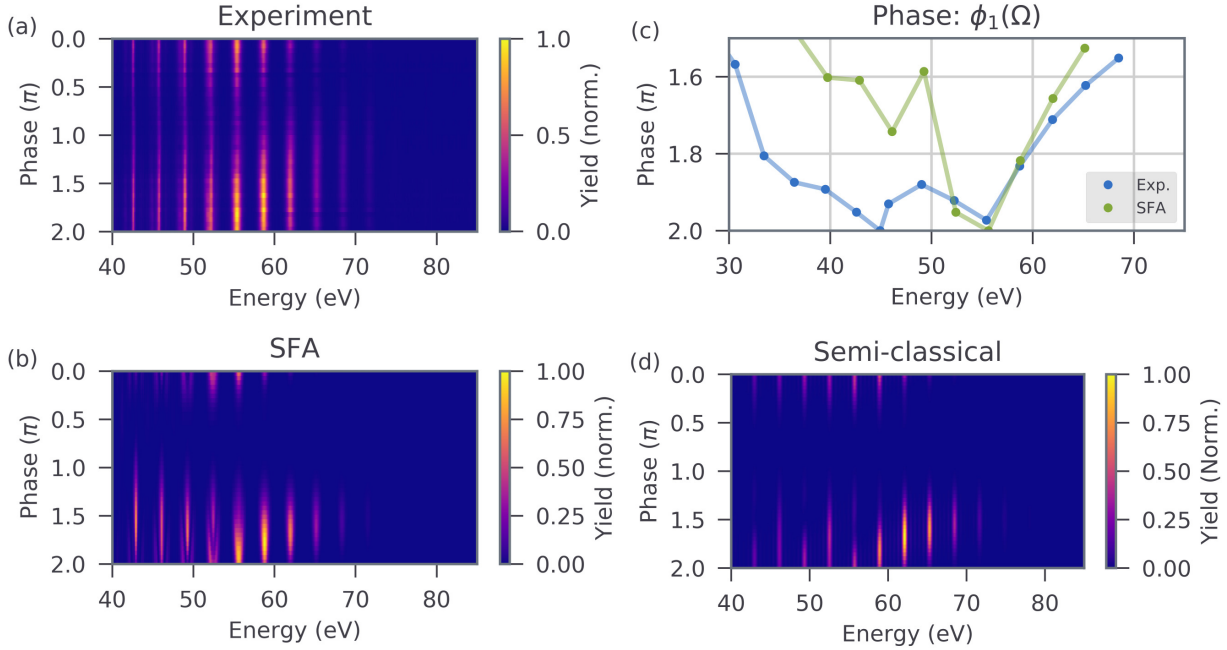 (a)
Experiment
0.0
0.5
1.0
1.5
2.0
Phase (π)
40 50 60 70 80
Energy (eV)
1.0
0.5
0.0
Yield (norm.)
(c)
Phase: ϕ₁(Ω)
1.6
1.8
2.0
Phase (π)
30 40 50 60 70
Energy (eV)
Exp.
SFA
(b)
SFA
0.0
0.5
1.0
1.5
2.0
Phase (π)
40 50 60 70 80
Energy (eV)
1.00
0.75
0.50
0.25
0.00
Yield (norm.)
(d)
Semi-classical
0.0
0.5
1.0
1.5
2.0
Phase (π)
40 50 60 70 80
Energy (eV)
1.00
0.75
0.50
0.25
0.00
Yield (Norm.)